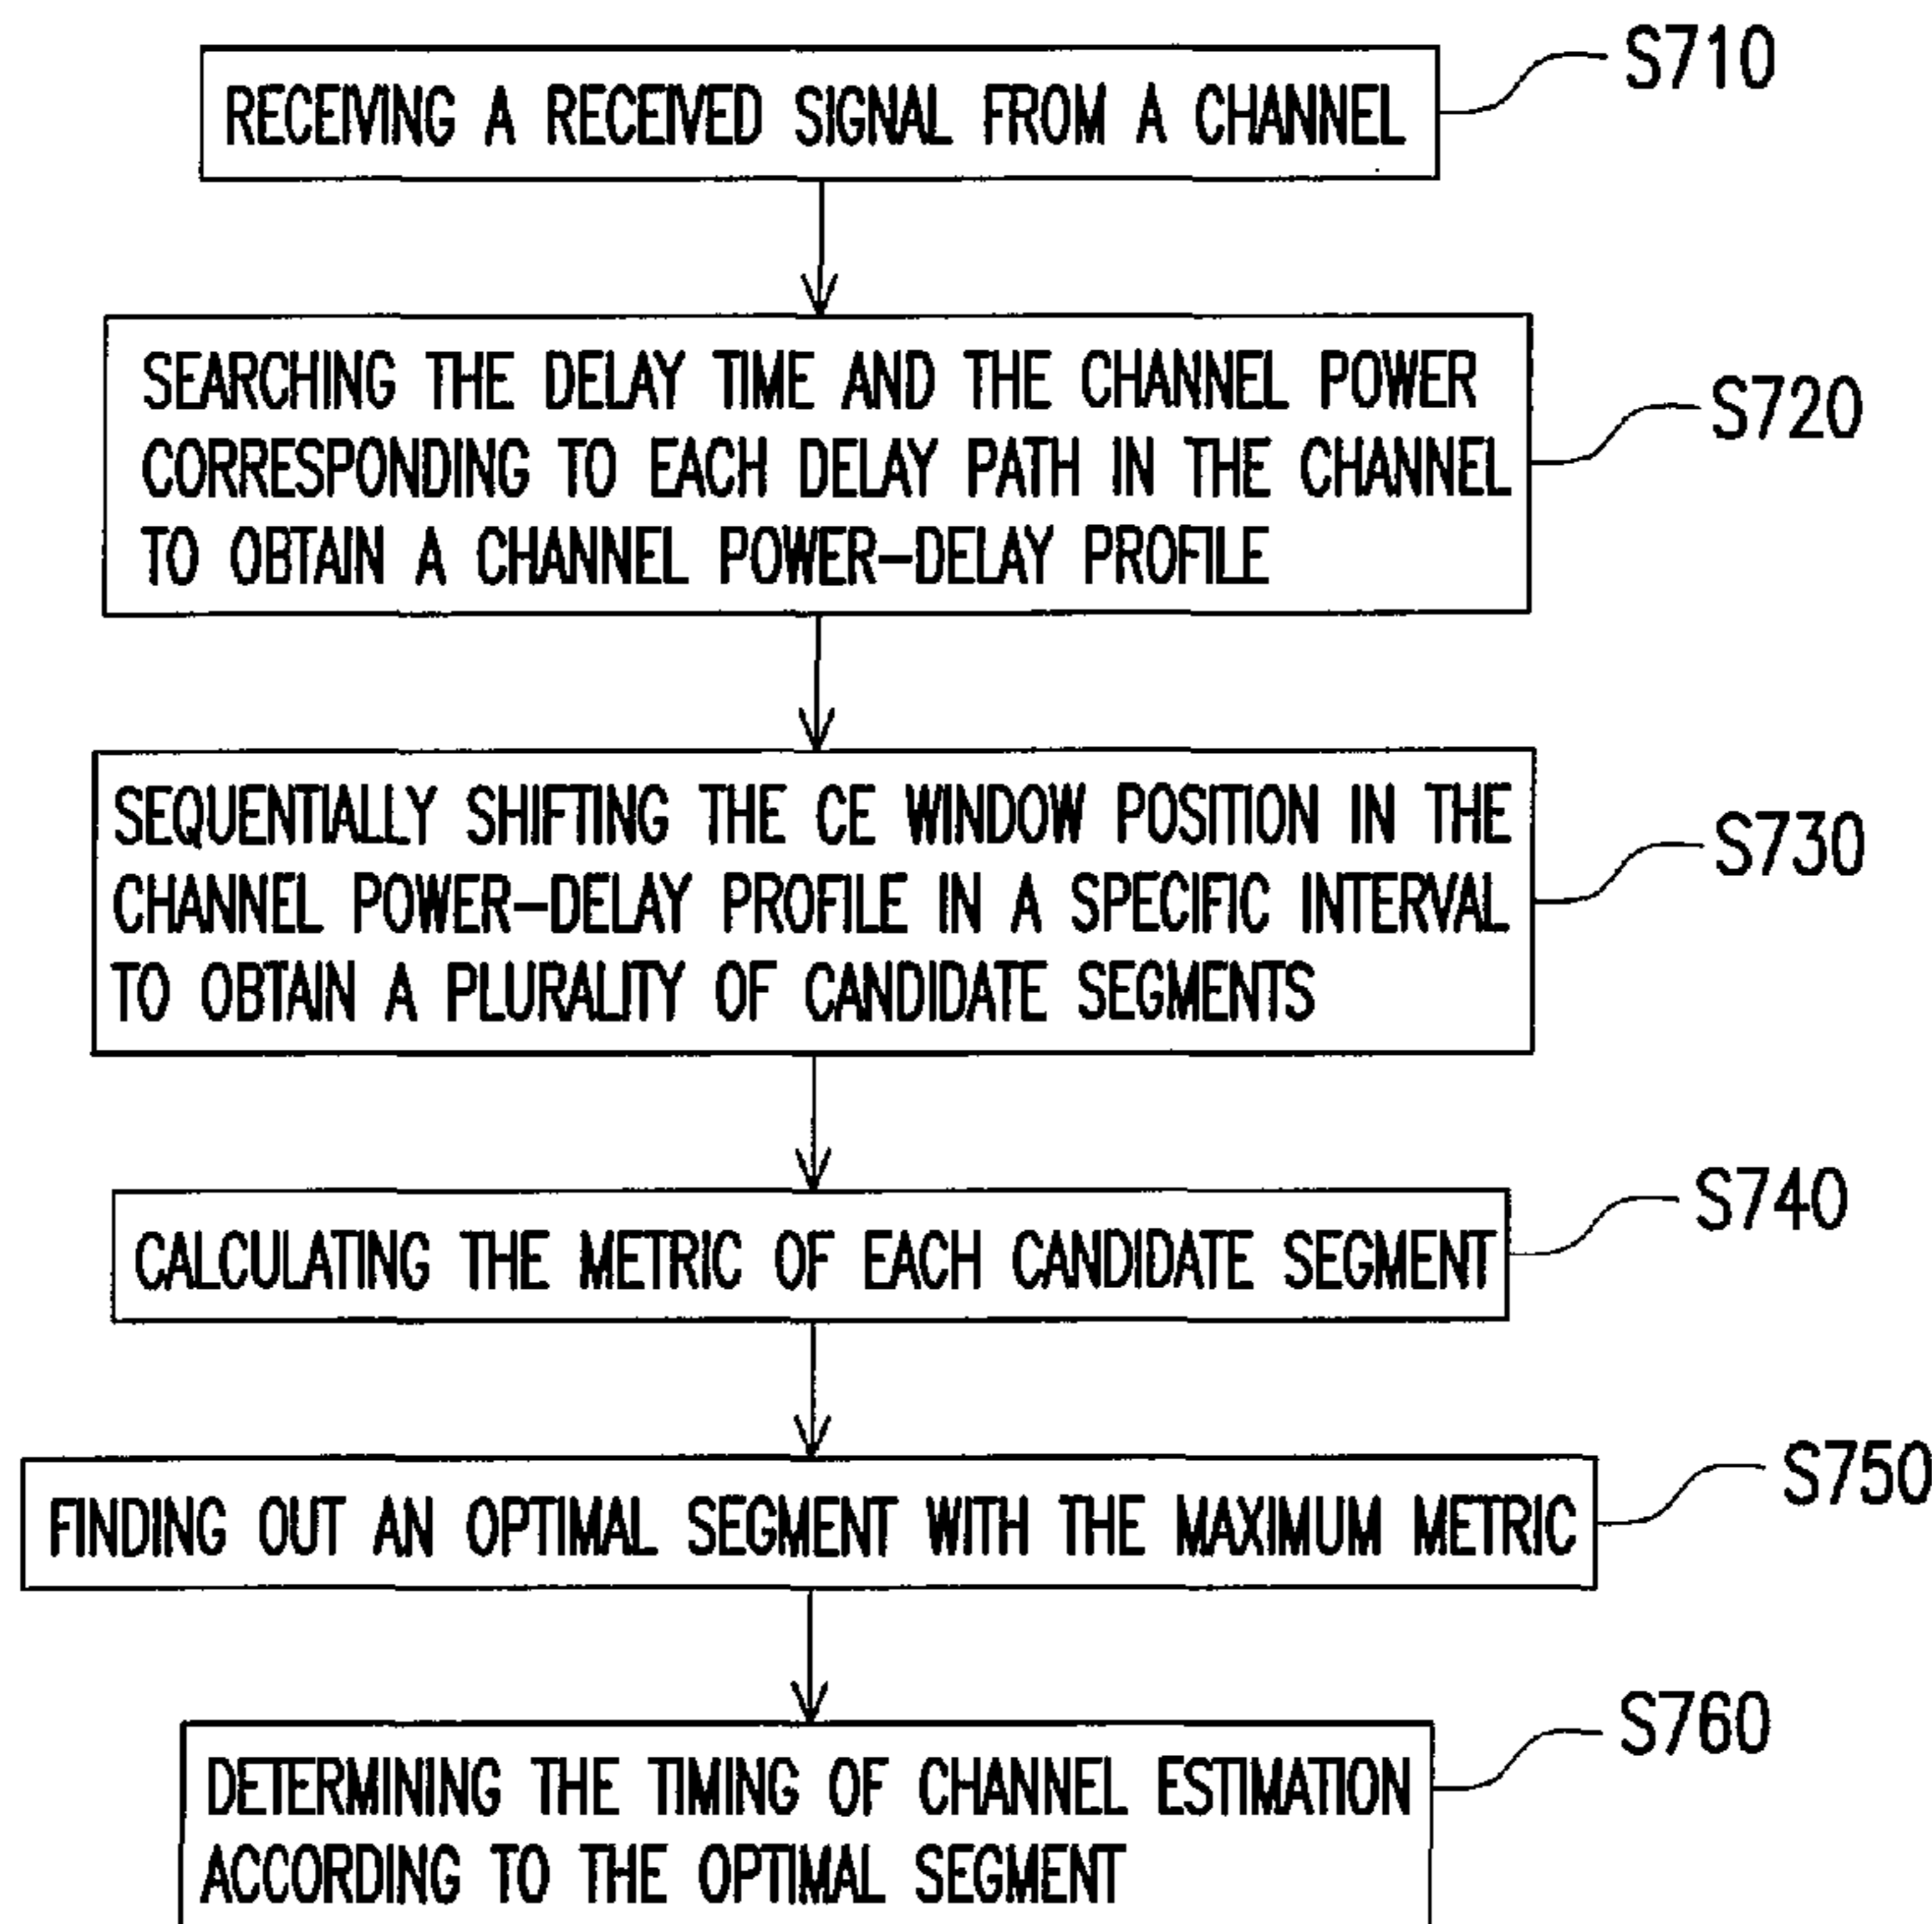 RECEIVING A RECEIVED SIGNAL FROM A CHANNEL
S710
SEARCHING THE DELAY TIME AND THE CHANNEL POWER
CORRESPONDING TO EACH DELAY PATH IN THE CHANNEL
TO OBTAIN A CHANNEL POWER-DELAY PROFILE
S720
SEQUENTIALLY SHIFTING THE CE WINDOW POSITION IN THE
CHANNEL POWER-DELAY PROFILE IN A SPECIFIC INTERVAL
TO OBTAIN A PLURALITY OF CANDIDATE SEGMENTS
S730
CALCULATING THE METRIC OF EACH CANDIDATE SEGMENT
S740
FINDING OUT AN OPTIMAL SEGMENT WITH THE MAXIMUM METRIC
S750
DETERMINING THE TIMING OF CHANNEL ESTIMATION
ACCORDING TO THE OPTIMAL SEGMENT
S760